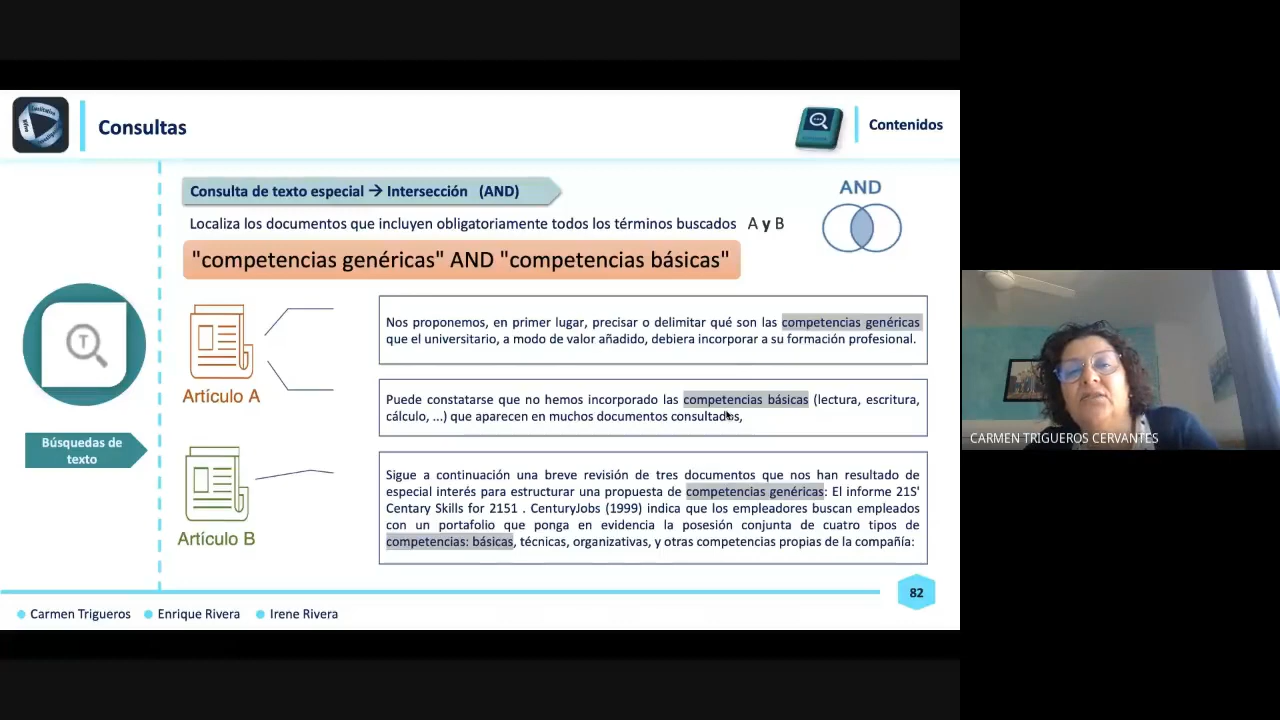 Consultas
Contenidos
Consulta de texto especial → Intersección (AND)
AND
Localiza los documentos que incluyen obligatoriamente todos los términos buscados A y B
"competencias genéricas" AND "competencias básicas"
Nos proponemos, en primer lugar, precisar o delimitar qué son las competencias genéricas
que el universitario, a modo de valor añadido, debiera incorporar a su formación profesional.
Artículo A
Puede constatarse que no hemos incorporado las competencias básicas (lectura, escritura,
cálculo, ...) que aparecen en muchos documentos consultados,
T
Búsquedas de
texto
CARMEN TRIGUEROS CERVANTES
Artículo B
Sigue a continuación una breve revisión de tres documentos que nos han resultado de
especial interés para estructurar una propuesta de competencias genéricas: El informe 21S'
Centary Skills for 2151 . CenturyJobs (1999) indica que los empleadores buscan empleados
con un portafolio que ponga en evidencia la posesión conjunta de cuatro tipos de
competencias: básicas, técnicas, organizativas, y otras competencias propias de la compañía:
82
Carmen Trigueros Enrique Rivera Irene Rivera